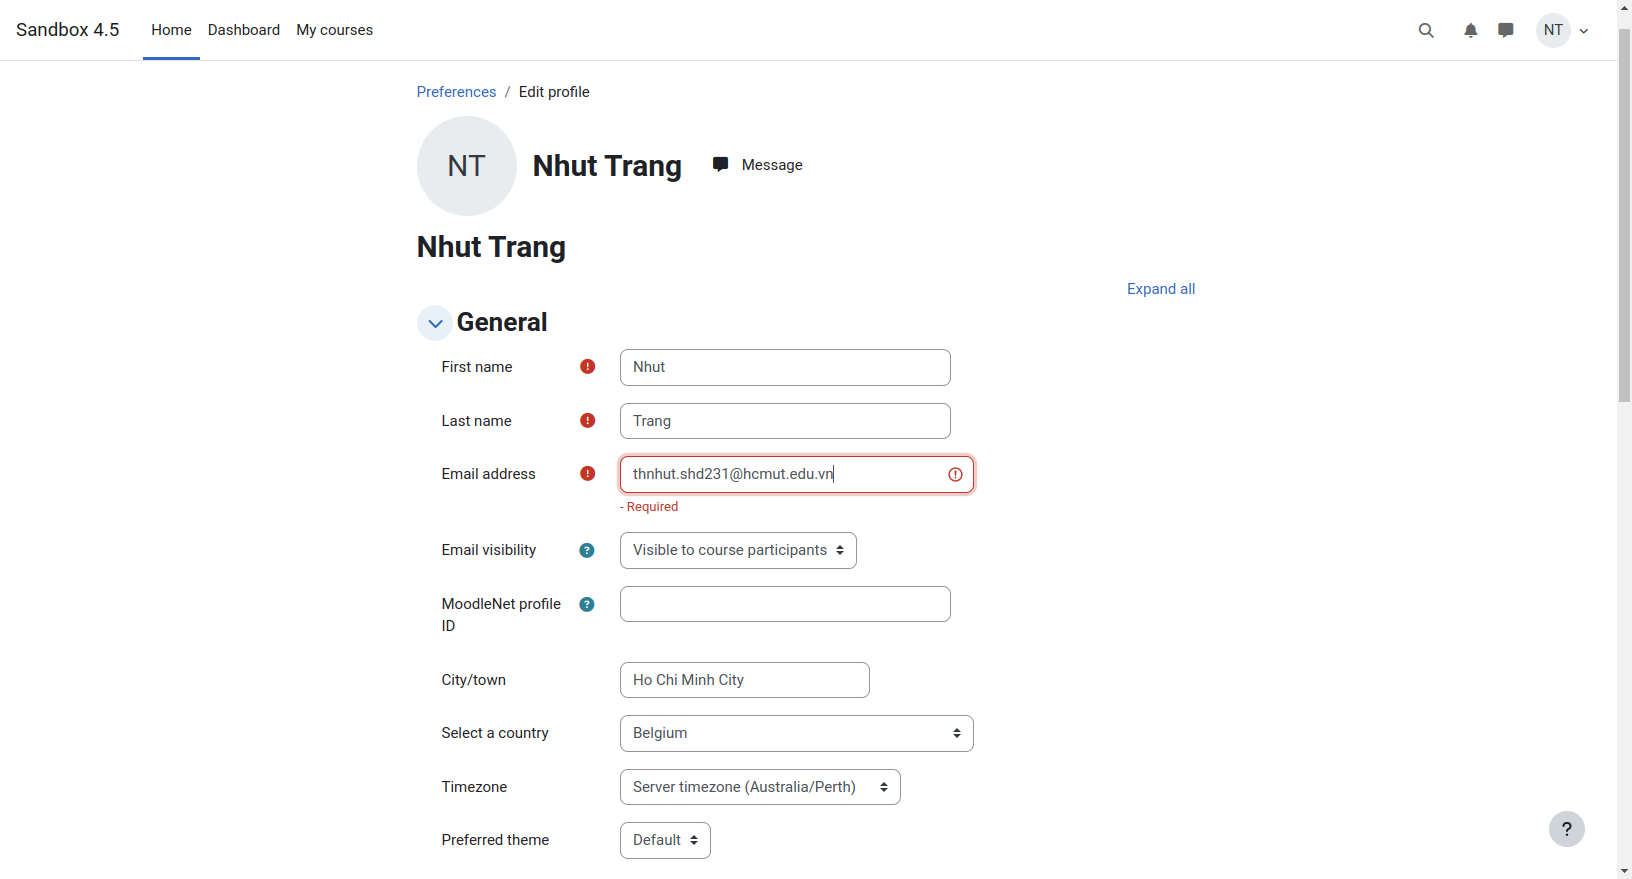 Sandbox 4.5 Home Dashboard My courses NT
Preferences / Edit profile
NT Nhut Trang Message
Nhut Trang
Expand all
General
First name ! Nhut
Last name ! Trang
Email address ! thnhut.shd231@hcmut.edu.vn !
- Required
Email visibility ? Visible to course participants
MoodleNet profile ID ?
City/town Ho Chi Minh City
Select a country Belgium
Timezone Server timezone (Australia/Perth)
Preferred theme Default
?